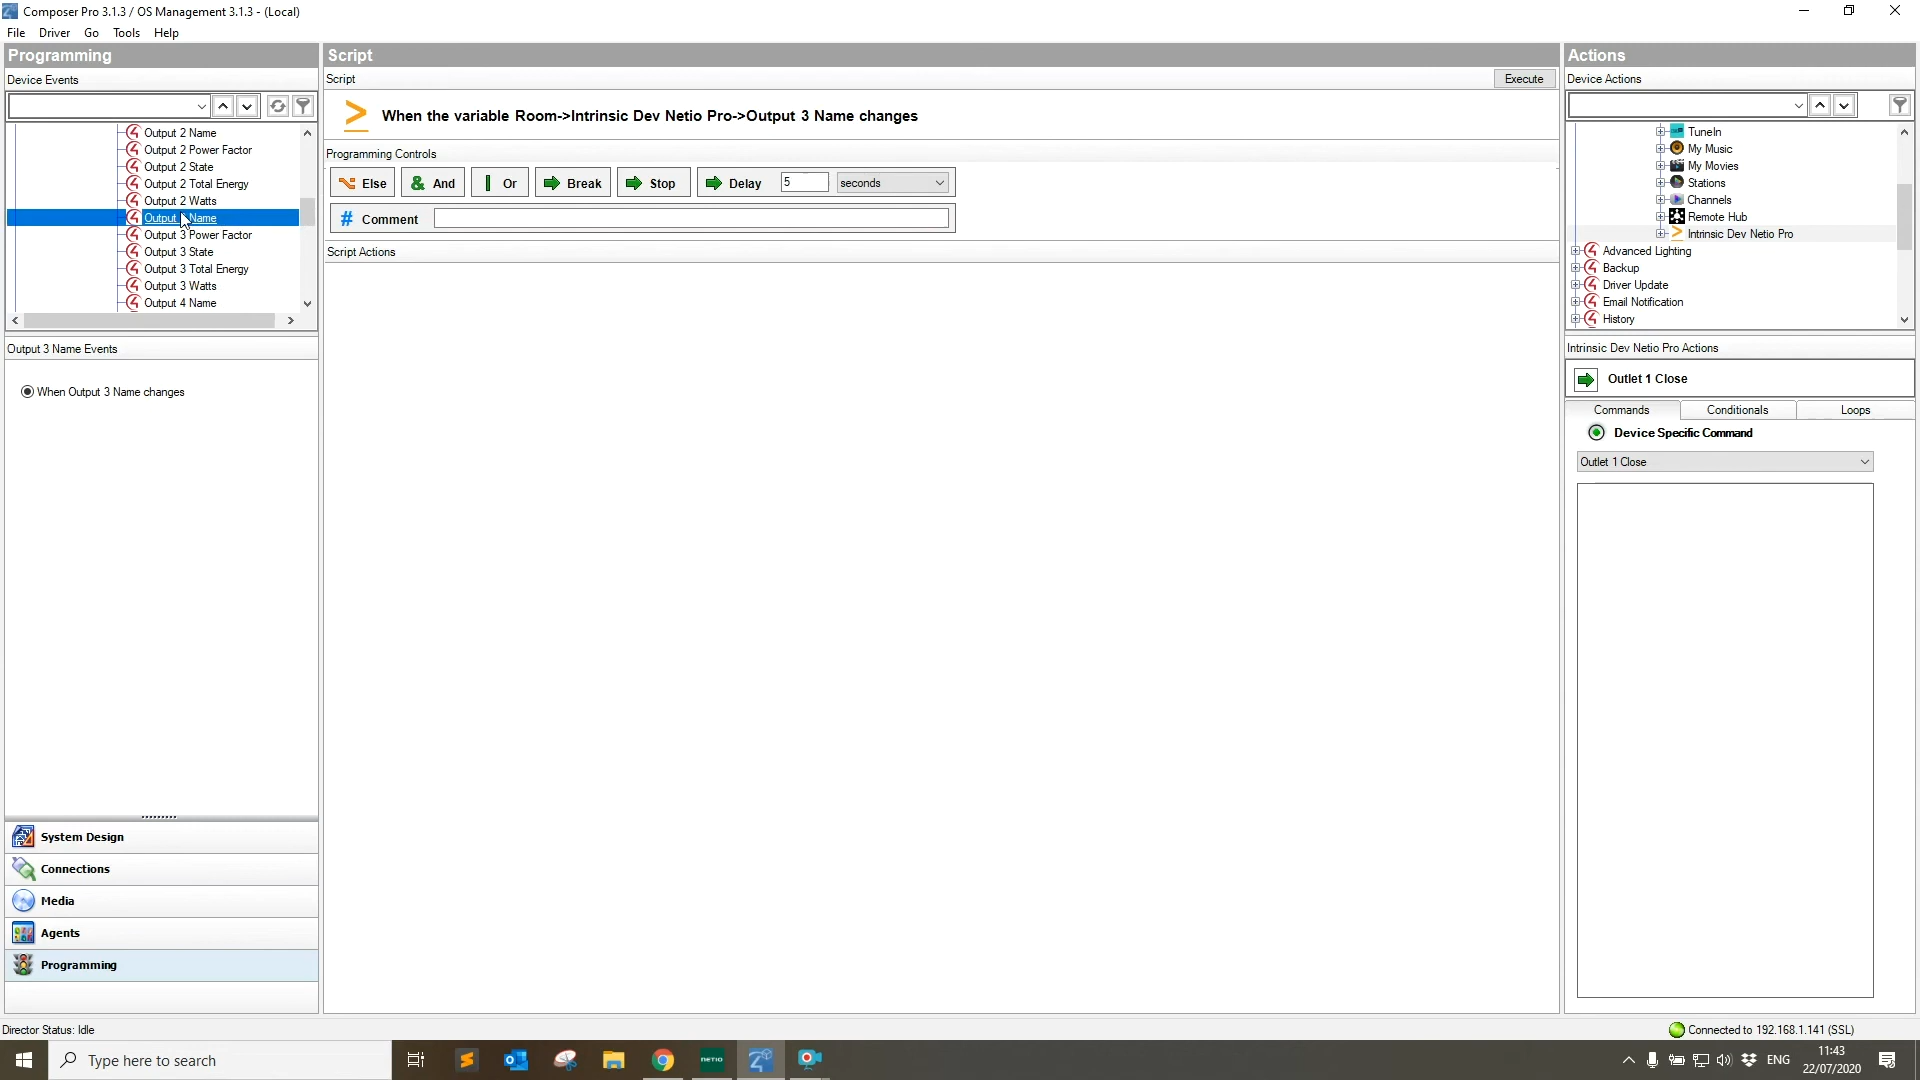 Composer Pro 3.1.3 / OS Management 3.1.3 - (Local)
File Driver Go Tools Help
Programming
Device Events
Output 2 Name
Output 2 Power Factor
Output 2 State
Output 2 Total Energy
Output 2 Watts
Output Name
Output 3 Power Factor
Output 3 State
Output 3 Total Energy
Output 3 Watts
Output 4 Name
Output 3 Name Events
When Output 3 Name changes
System Design
Connections
Media
Agents
Programming
Director Status: Idle
Script
Script
Execute
When the variable Room->Intrinsic Dev Netio Pro->Output 3 Name changes
Programming Controls
Else & And Or Break Stop Delay 5 seconds
# Comment
Script Actions
Actions
Device Actions
TuneIn
My Music
My Movies
Stations
Channels
Remote Hub
Intrinsic Dev Netio Pro
Advanced Lighting
Backup
Driver Update
Email Notification
History
Intrinsic Dev Netio Pro Actions
Outlet 1 Close
Commands Conditionals Loops
Device Specific Command
Outlet 1 Close
Connected to 192.168.1.141 (SSL)
Type here to search
NETIO
ENG
11:43
22/07/2020